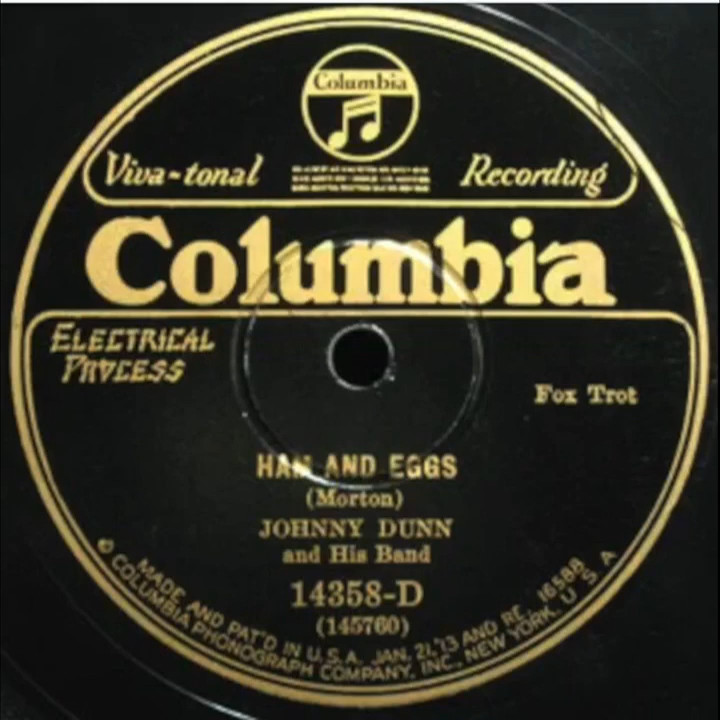 Columbia
Viva-tonal Recording
Columbia
ELECTRICAL
PROCESS
Fox Trot
HAM AND EGGS
(Morton)
JOHNNY DUNN
and His Band
14358-D
(145760)
MADE AND PAT'D IN U.S.A. JAN. 21, '13 AND RE. 16588
COLUMBIA PHONOGRAPH COMPANY, INC., NEW YORK, U S A